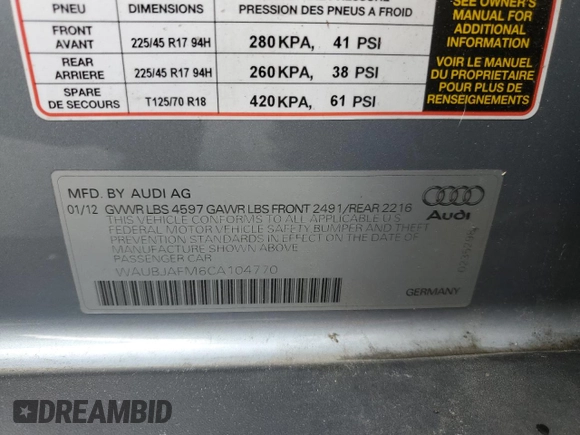 PNEU DIMENSIONS PRESSION DES PNEUS A FROID
FRONT AVANT 225/45 R17 94H 280 KPA, 41 PSI
REAR ARRIERE 225/45 R17 94H 260 KPA, 38 PSI
SPARE DE SECOURS T125/70 R18 420 KPA, 61 PSI
SEE OWNER'S
MANUAL FOR
ADDITIONAL
INFORMATION
VOIR LE MANUEL
DU PROPRIETAIRE
POUR PLUS DE
RENSEIGNEMENTS
MFD. BY AUDI AG
01/12 GVWR LBS 4597 GAWR LBS FRONT 2491/REAR 2216
THIS VEHICLE CONFORMS TO ALL APPLICABLE U.S.
FEDERAL MOTOR VEHICLE SAFETY BUMPER AND THEFT
PREVENTION STANDARDS IN EFFECT ON THE DATE OF
MANUFACTURE SHOWN ABOVE.
PASSENGER CAR
WAUBJAFM6CA104770
Audi
GERMANY
DREAMBID